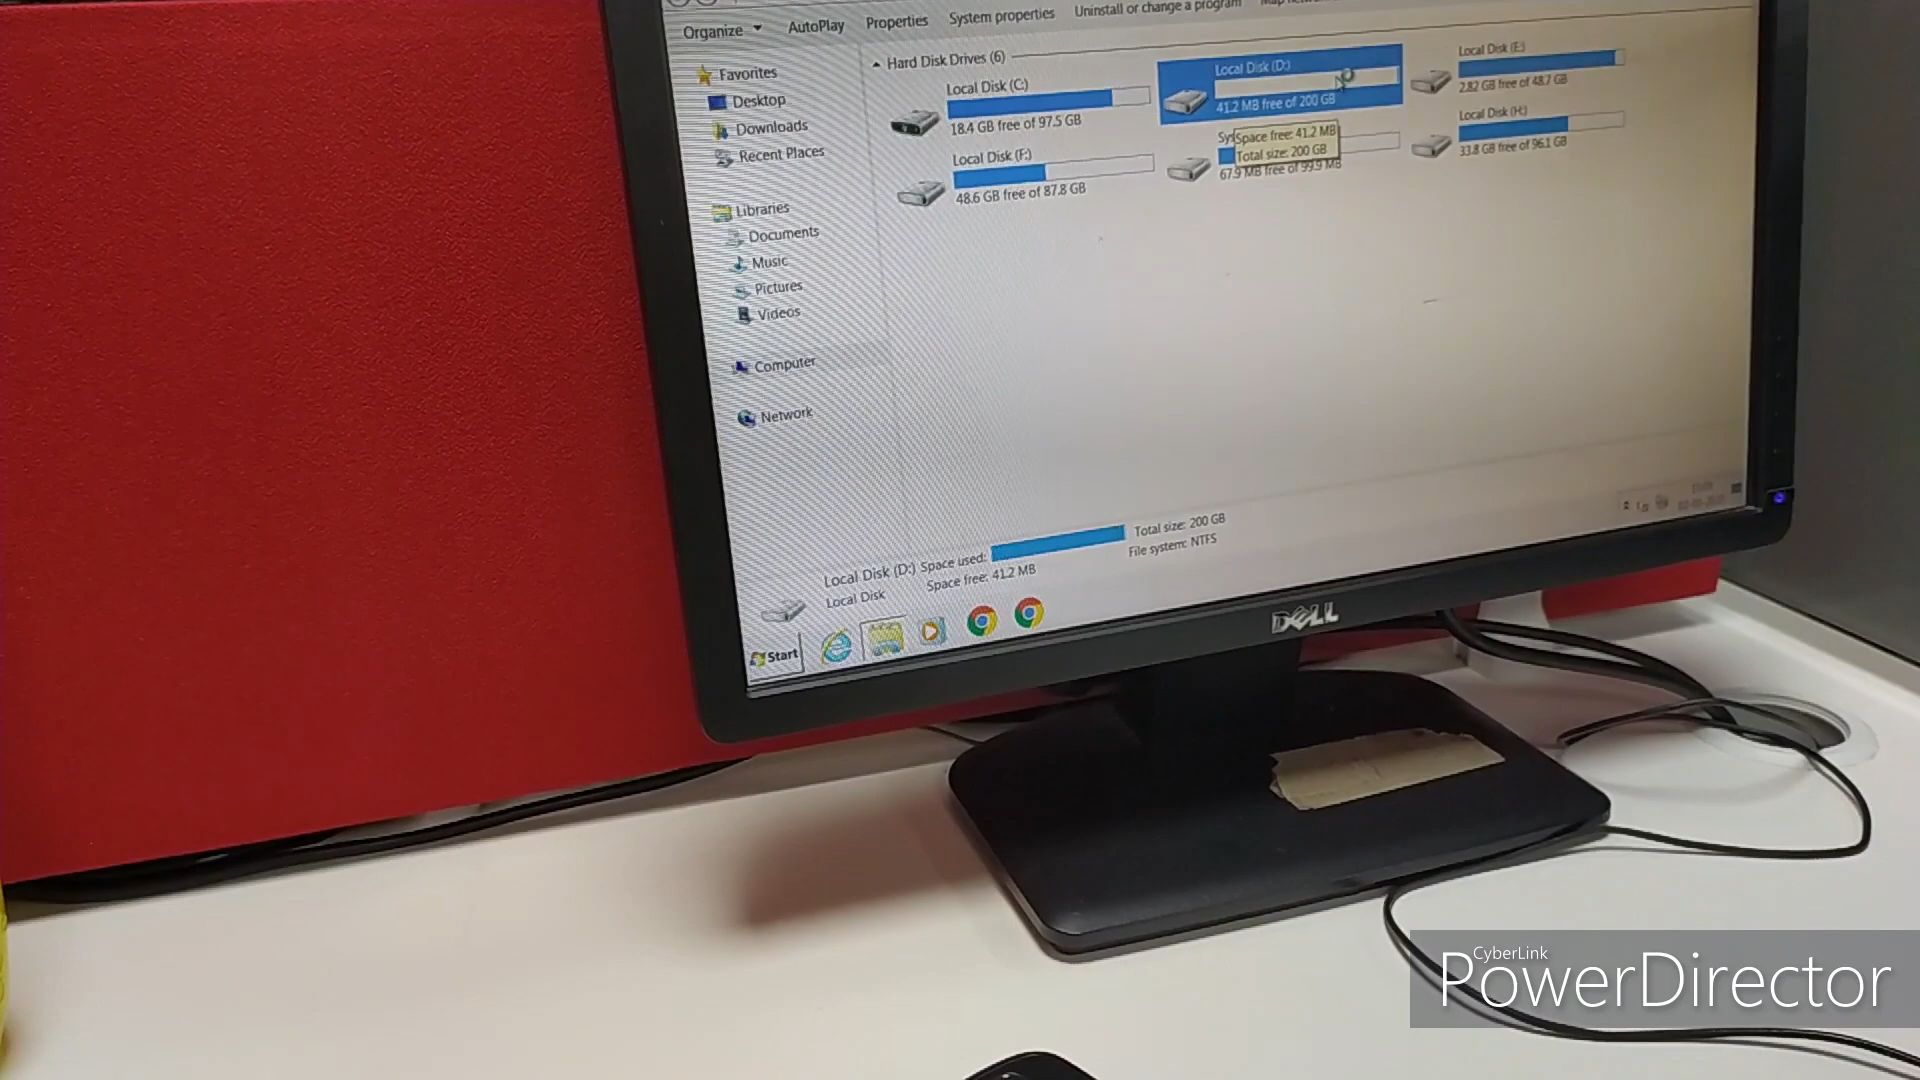 Organize AutoPlay Properties System properties Uninstall or change a program
Favorites
Desktop
Downloads
Recent Places
Libraries
Documents
Music
Pictures
Videos
Computer
Network
Hard Disk Drives (6)
Local Disk (C:)
18.4 GB free of 97.5 GB
Local Disk (D:)
41.2 MB free of 200 GB
Local Disk (E:)
2.82 GB free of 48.7 GB
Local Disk (F:)
48.6 GB free of 87.8 GB
Space free: 41.2 MB
Total size: 200 GB
67.9 MB free of 99.9 MB
Local Disk (H:)
33.8 GB free of 96.1 GB
Local Disk (D:) Space used: Total size: 200 GB
Local Disk Space free: 41.2 MB File system: NTFS
Start
DELL
CyberLink
PowerDirector